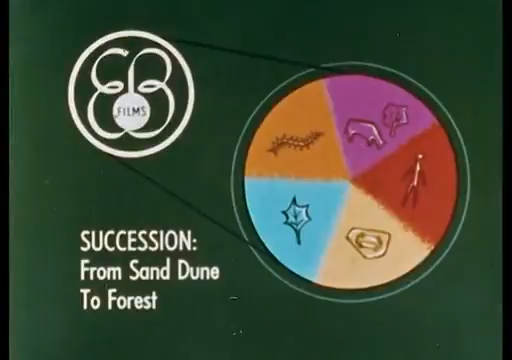 EB
FILMS
SUCCESSION:
From Sand Dune
To Forest